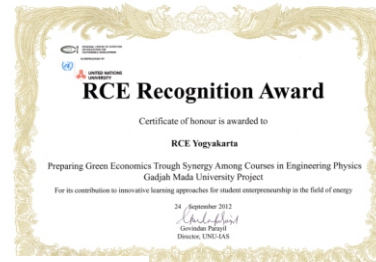 UNITED NATIONS
UNIVERSITY
RCE Recognition Award
Certificate of honour is awarded to
RCE Yogyakarta
Preparing Green Economics Trough Synergy Among Courses in Engineering Physics
Gadjah Mada University Project
For its contribution to innovative learning approaches for student enterpreneurship in the field of energy
24 September 2012
Govindan Parayil
Director, UNU-IAS